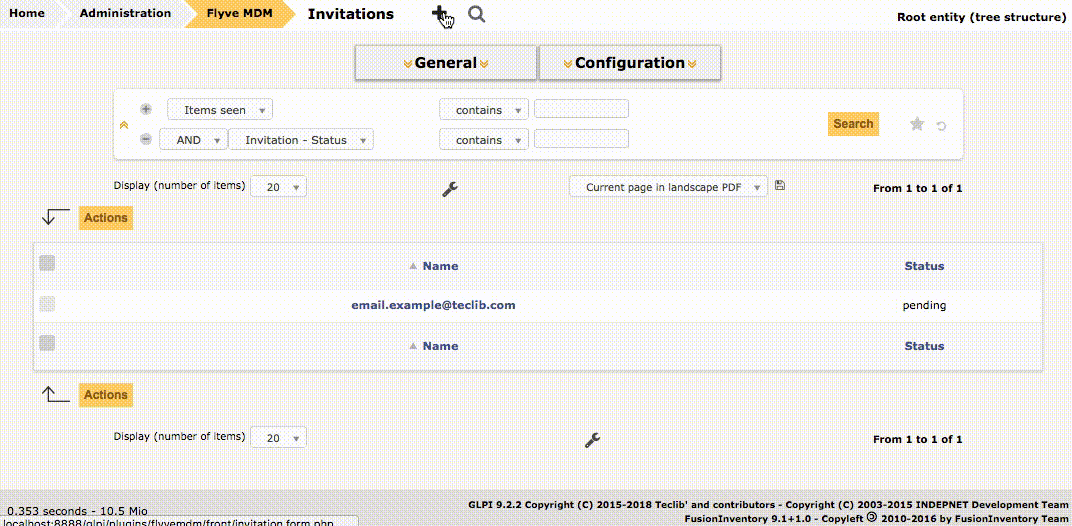 Home Administration Flyve MDM Invitations
Root entity (tree structure)
General Configuration
Items seen contains
Search
AND Invitation - Status contains
Display (number of items) 20 Current page in landscape PDF From 1 to 1 of 1
Actions
Name Status
email.example@teclib.com pending
Name Status
Actions
Display (number of items) 20 From 1 to 1 of 1
GLPI 9.2.2 Copyright (C) 2015-2018 Teclib' and contributors - Copyright (C) 2003-2015 INDEPNET Development Team
0.353 seconds - 10.5 Mio
FusionInventory 9.1+1.0 - Copyleft 🄯 2010-2016 by FusionInventory Team
localhost:8888/glpi/plugins/flyvemdm/front/invitation.form.php